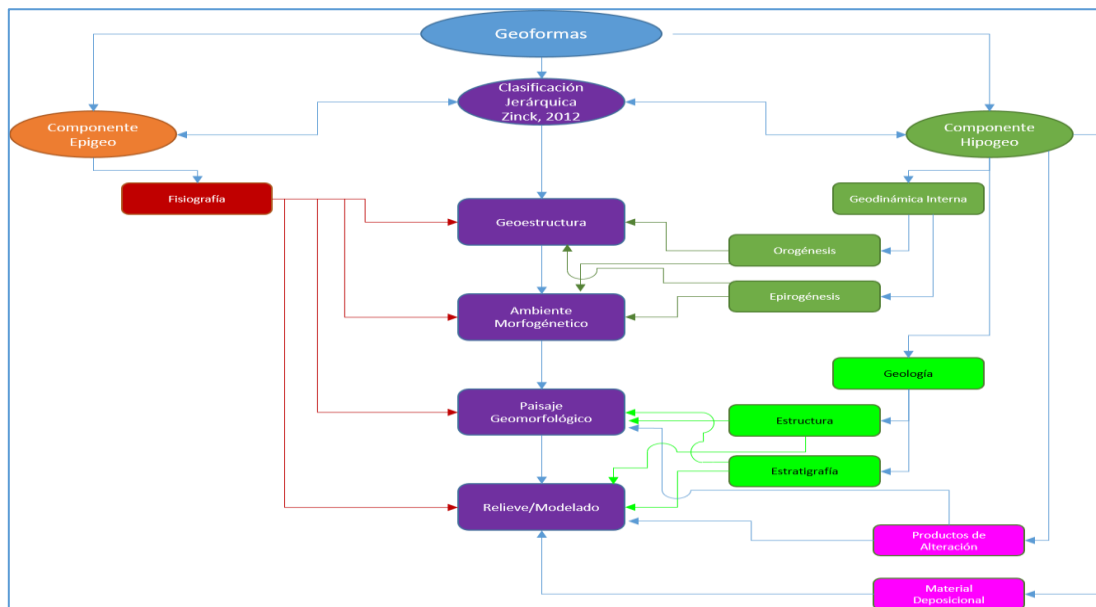 Geoformas
Clasificación
Jerárquica
Zinck, 2012
Componente
Epigeo
Componente
Hipogeo
Fisiografía
Geodinámica Interna
Geoestructura
Orogénesis
Epirogénesis
Ambiente
Morfogénetico
Geología
Paisaje
Geomorfológico
Estructura
Estratigrafía
Relieve/Modelado
Productos de
Alteración
Material
Deposicional